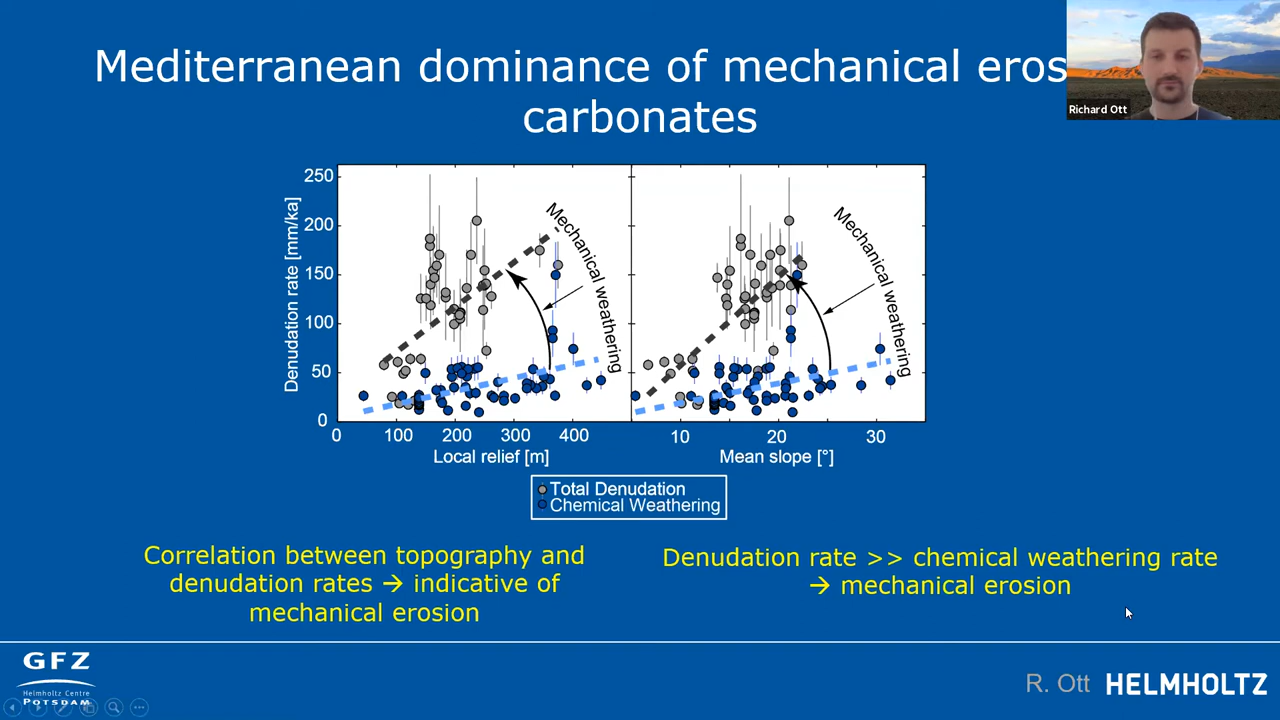 Mediterranean dominance of mechanical eros
carbonates
Richard Ott
Denudation rate [mm/ka]
250
200
150
100
50
0
Mechanical weathering
Mechanical weathering
0 100 200 300 400
10 20 30
Local relief [m]
Mean slope [°]
Total Denudation
Chemical Weathering
Correlation between topography and
denudation rates → indicative of
mechanical erosion
Denudation rate >> chemical weathering rate
→ mechanical erosion
GFZ
Helmholtz Centre
POTSDAM
R. Ott HELMHOLTZ